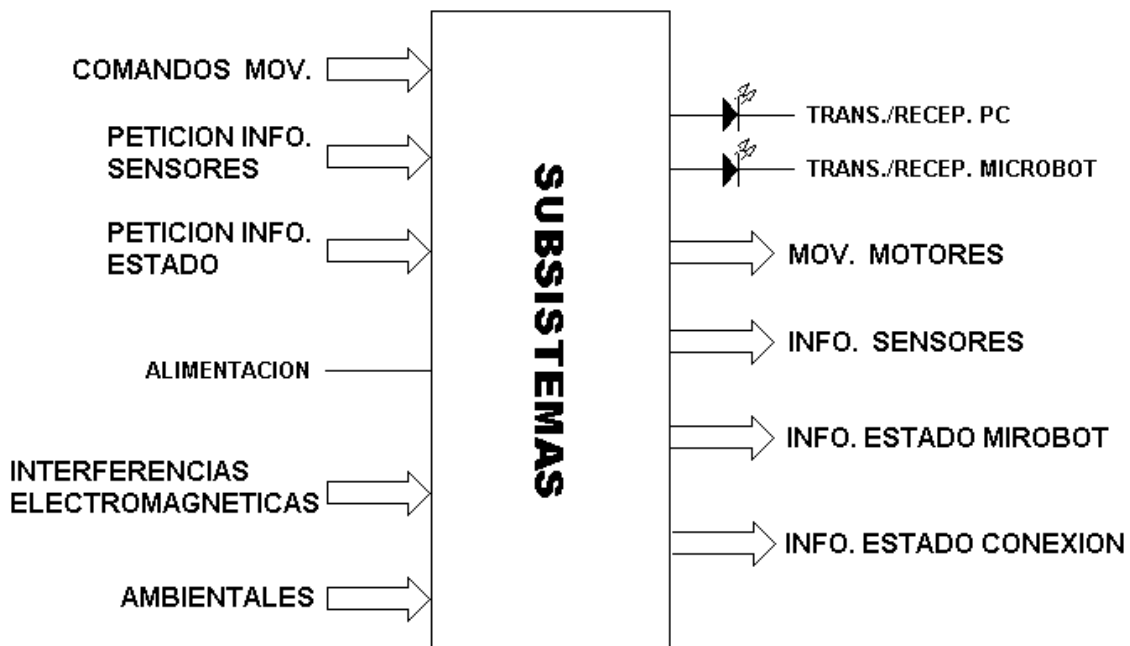 COMANDOS MOV.
PETICION INFO.
SENSORES
PETICION INFO.
ESTADO
ALIMENTACION
INTERFERENCIAS
ELECTROMAGNETICAS
AMBIENTALES
SUBSISTEMAS
TRANS./RECEP. PC
TRANS./RECEP. MICROBOT
MOV. MOTORES
INFO. SENSORES
INFO. ESTADO MIROBOT
INFO. ESTADO CONEXION